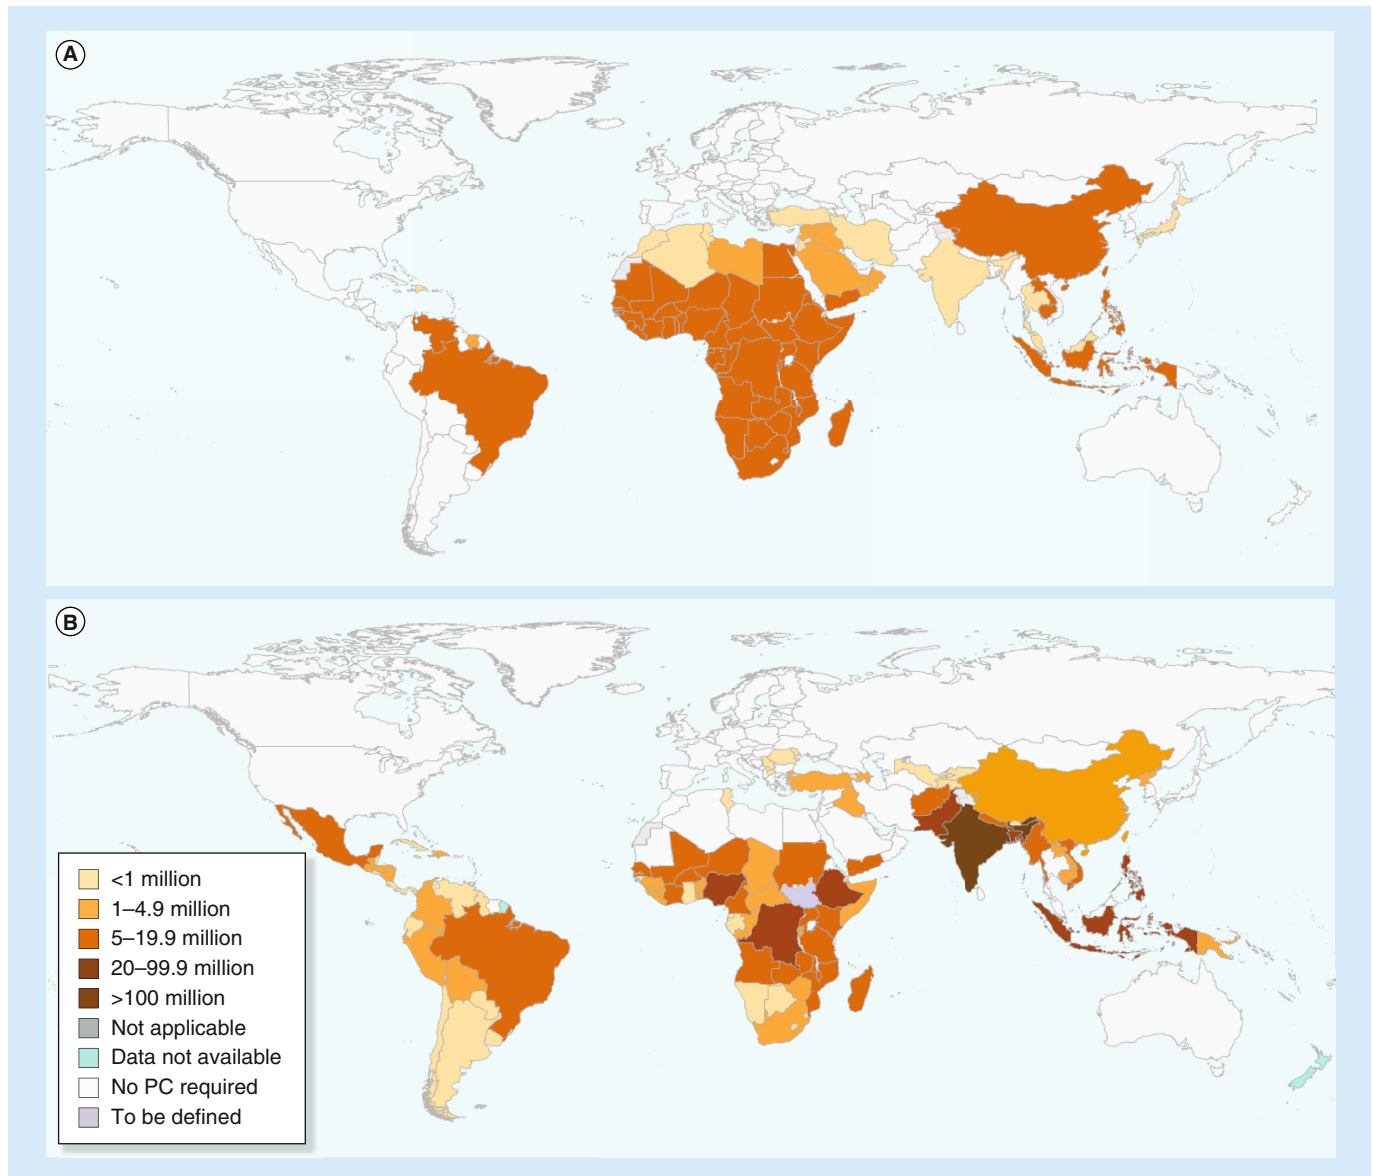 A
B
<1 million
1–4.9 million
5–19.9 million
20–99.9 million
>100 million
Not applicable
Data not available
No PC required
To be defined